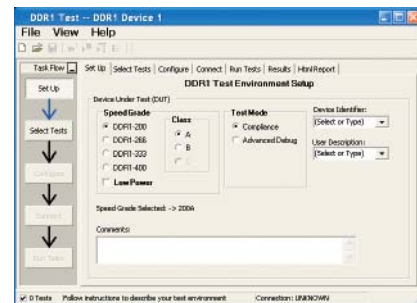 DDR1 Test -- DDR1 Device 1
File View Help
Task Flow
Set Up
Select Tests
Configure
Connect
Run Tests
Set Up Select Tests Configure Connect Run Tests Results Html Report
DDR1 Test Environment Setup
Device Under Test (DUT)
Speed Grade
DDR1-200
DDR1-266
DDR1-333
DDR1-400
Low Power
Class
A
B
C
Test Mode
Compliance
Advanced Debug
Device Identifier:
(Select or Type)
User Description:
(Select or Type)
Speed Grade Selected: -> 200A
Comments:
0 Tests Follow instructions to describe your test environment Connection: UNKNOWN